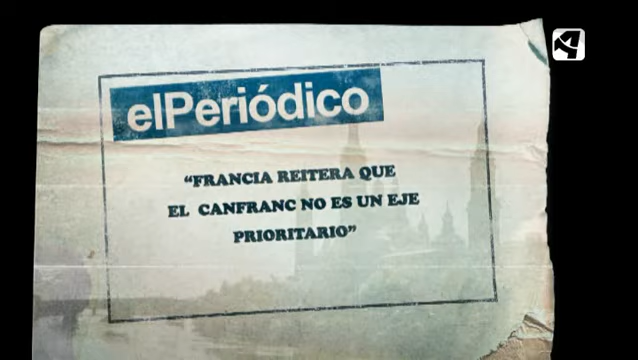 elPeriódico
“FRANCIA REITERA QUE
EL CANFRANC NO ES UN EJE
PRIORITARIO”